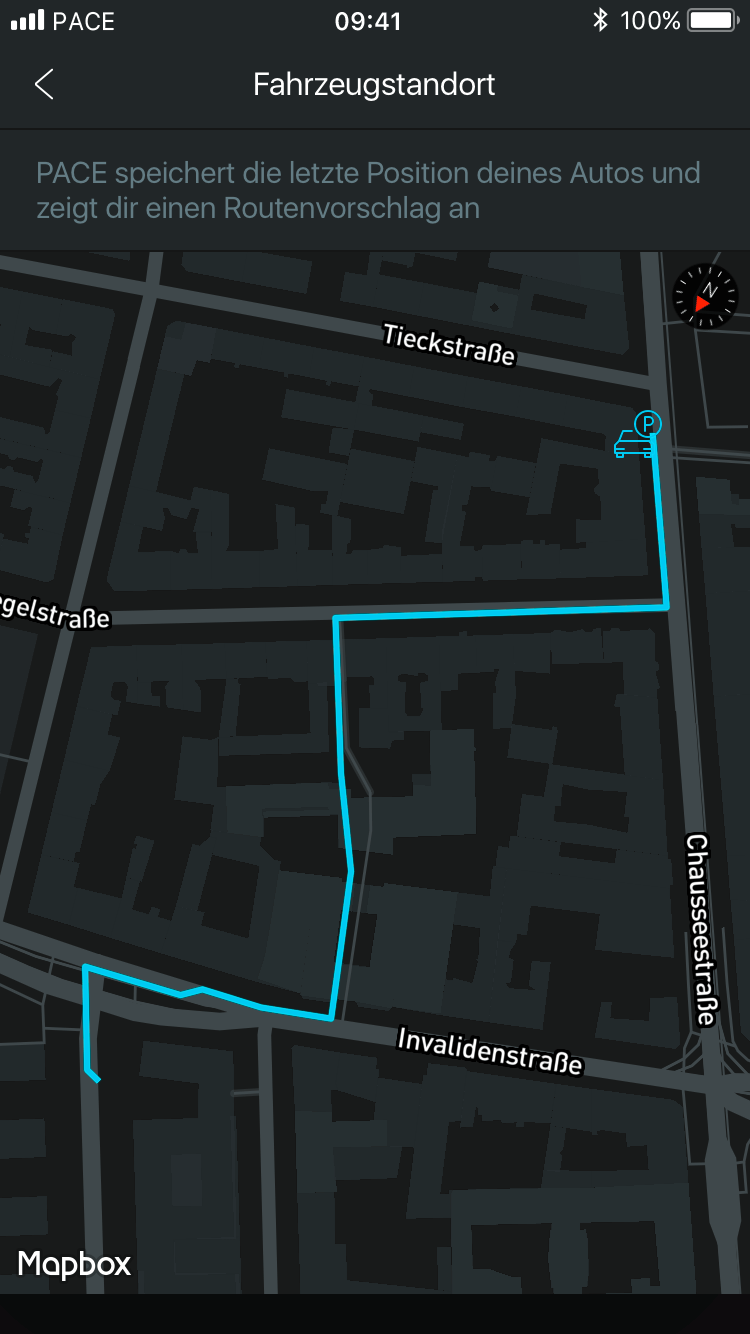 PACE 09:41 100%
Fahrzeugstandort
PACE speichert die letzte Position deines Autos und
zeigt dir einen Routenvorschlag an
N
Tieckstraße
P
egelstraße
Chausseestraße
Invalidenstraße
Mapbox